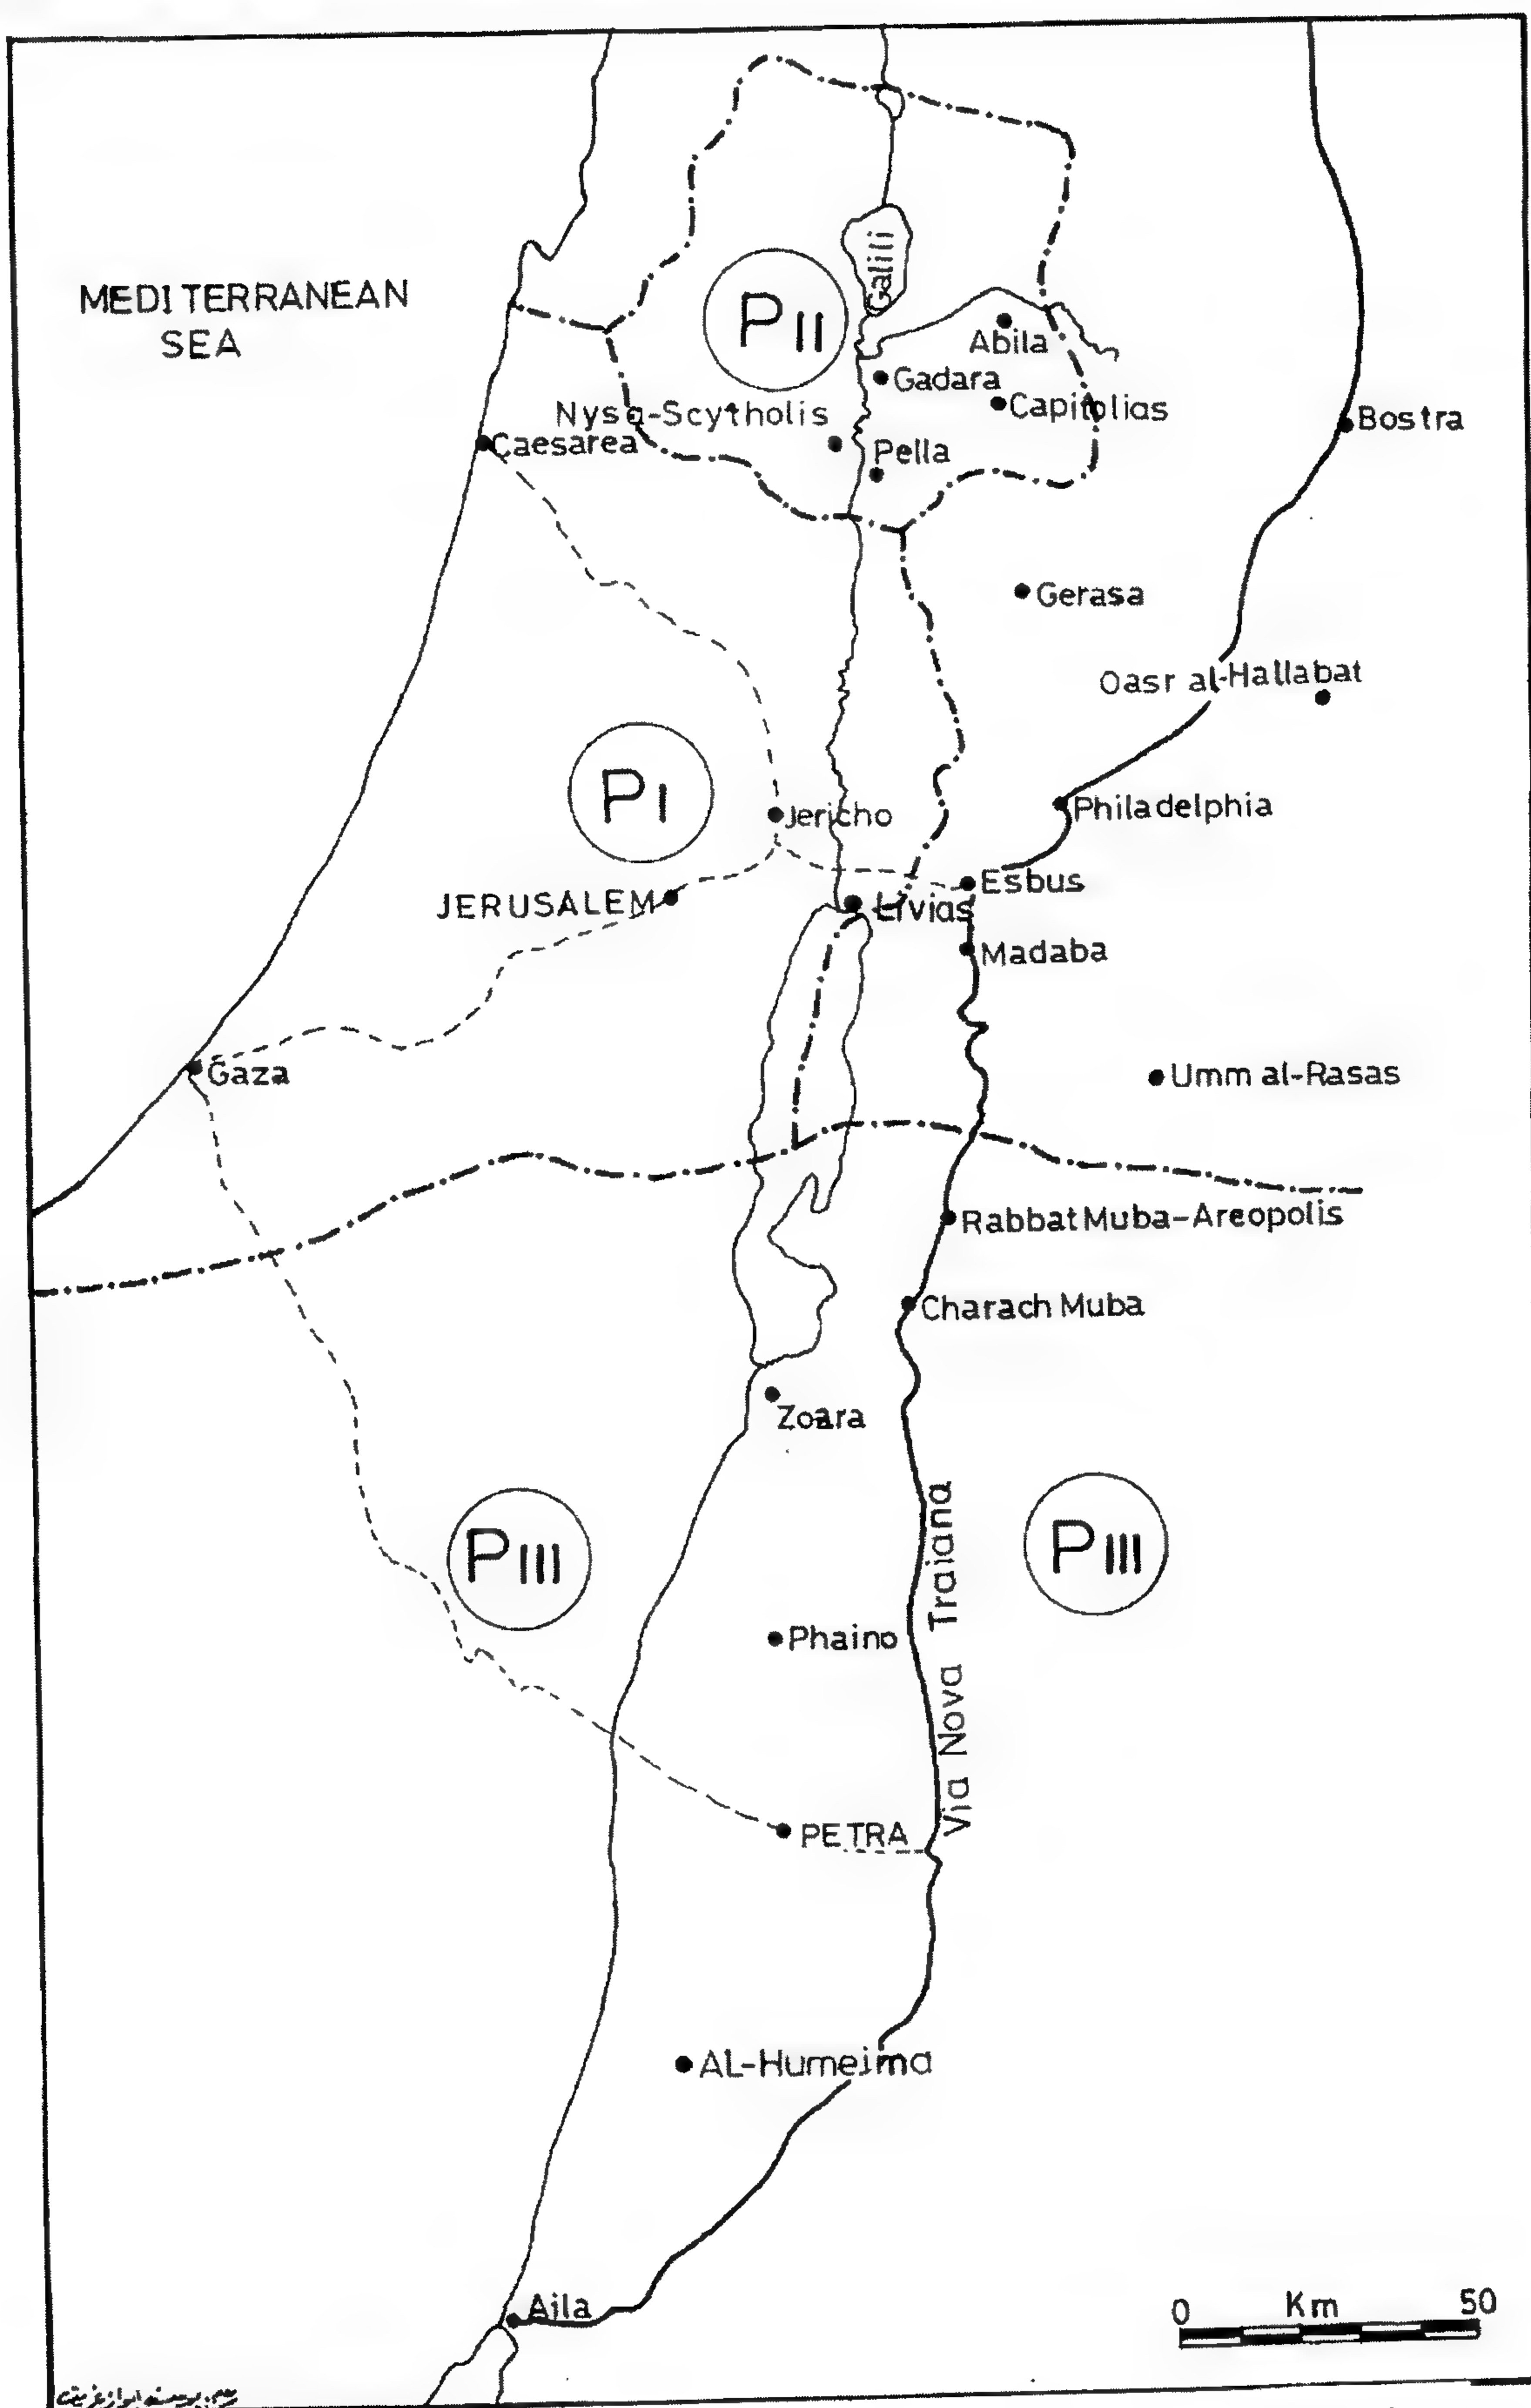 MEDITERRANEAN
SEA
Galili
PII
Abila
Gadara
Capitolias
Nysa-Scytholis
Bostra
Caesarea
Pella
Gerasa
Oasr al-Hallabat
PI
Jericho
Philadelphia
Esbus
JERUSALEM
Livias
Madaba
Gaza
Umm al-Rasas
Rabbat Muba-Areopolis
Charach Muba
Zoara
Via Nova Traiana
PIII
PIII
Phaino
PETRA
AL-Humeima
Aila
0 Km 50